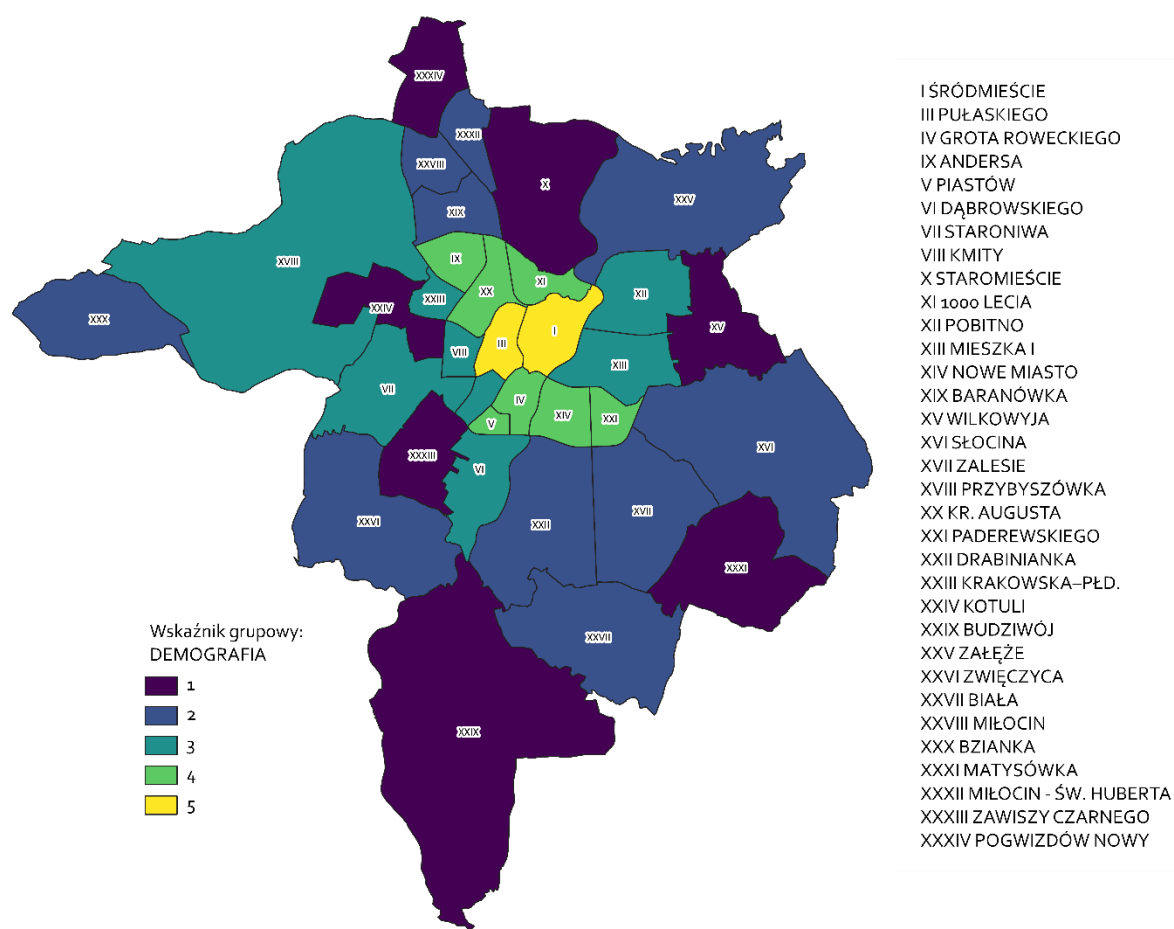 XXXIV
XXXII
XXVIII
X
XXV
XIX
IX
XVIII
XI
XX
XII
XXIII
XXIV
XXX
XV
I
III
VIII
VII
XIII
IV
XIV
XXI
V
XVI
XXXIII
VI
XVII
XXVI
XXII
XXXI
XXVII
XXIX
Wskaźnik grupowy:
DEMOGRAFIA
1
2
3
4
5
I ŚRÓDMIEŚCIE
III PUŁASKIEGO
IV GROTA ROWECKIEGO
IX ANDERSA
V PIASTÓW
VI DĄBROWSKIEGO
VII STARONIWA
VIII KMITY
X STAROMIEŚCIE
XI 1000 LECIA
XII POBITNO
XIII MIESZKA I
XIV NOWE MIASTO
XIX BARANÓWKA
XV WILKOWYJA
XVI SŁOCINA
XVII ZALESIE
XVIII PRZYBYSZÓWKA
XX KR. AUGUSTA
XXI PADEREWSKIEGO
XXII DRABINIANKA
XXIII KRAKOWSKA–PŁD.
XXIV KOTULI
XXIX BUDZIWÓJ
XXV ZAŁĘŻE
XXVI ZWIĘCZYCA
XXVII BIAŁA
XXVIII MIŁOCIN
XXX BZIANKA
XXXI MATYSÓWKA
XXXII MIŁOCIN - ŚW. HUBERTA
XXXIII ZAWISZY CZARNEGO
XXXIV POGWIZDÓW NOWY